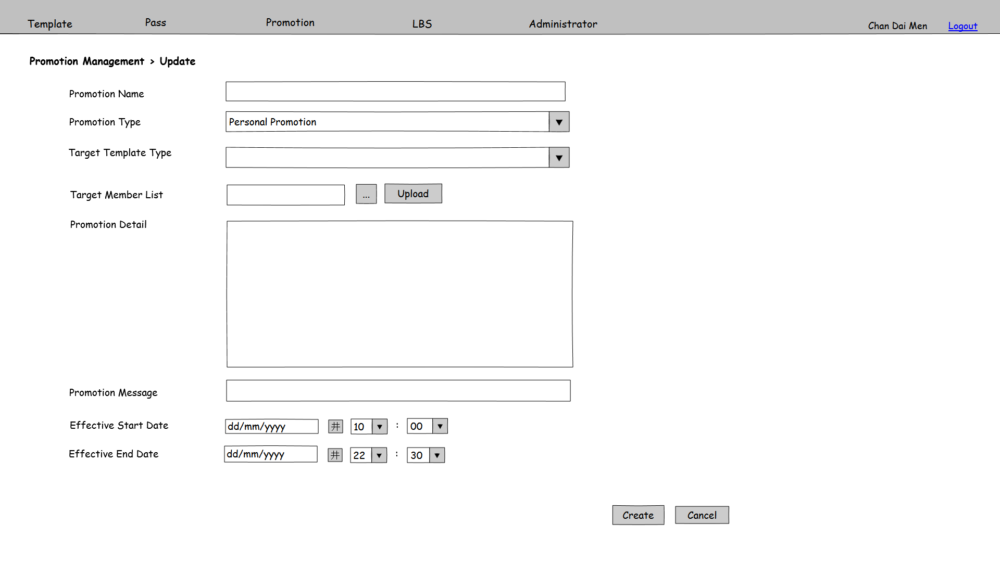 Template Pass Promotion LBS Administrator Chan Dai Men Logout
Promotion Management > Update
Promotion Name
Promotion Type Personal Promotion ▼
Target Template Type ▼
Target Member List ... Upload
Promotion Detail
Promotion Message
Effective Start Date dd/mm/yyyy 井 10 ▼ : 00 ▼
Effective End Date dd/mm/yyyy 井 22 ▼ : 30 ▼
Create Cancel